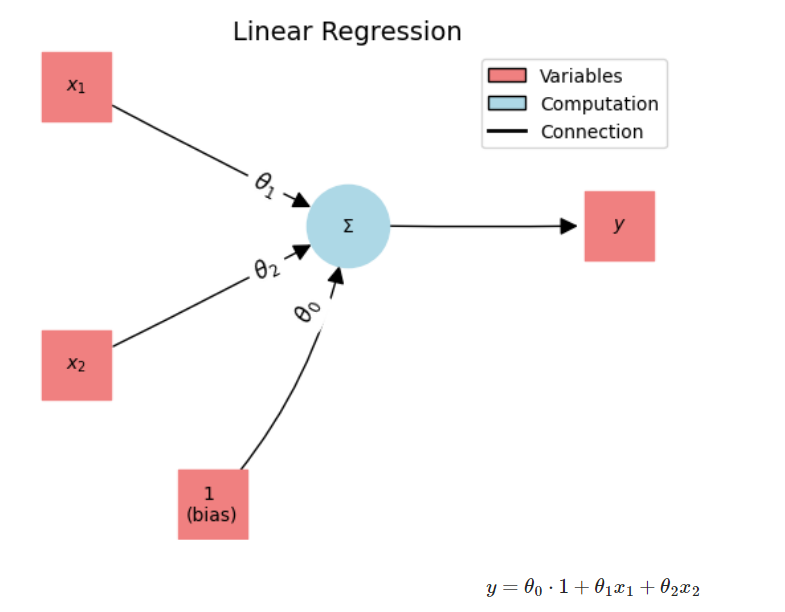 Linear Regression
x₁
Variables
Computation
Connection
θ₁
Σ
y
θ₂
θ₀
x₂
1
(bias)
y = θ₀ · 1 + θ₁x₁ + θ₂x₂